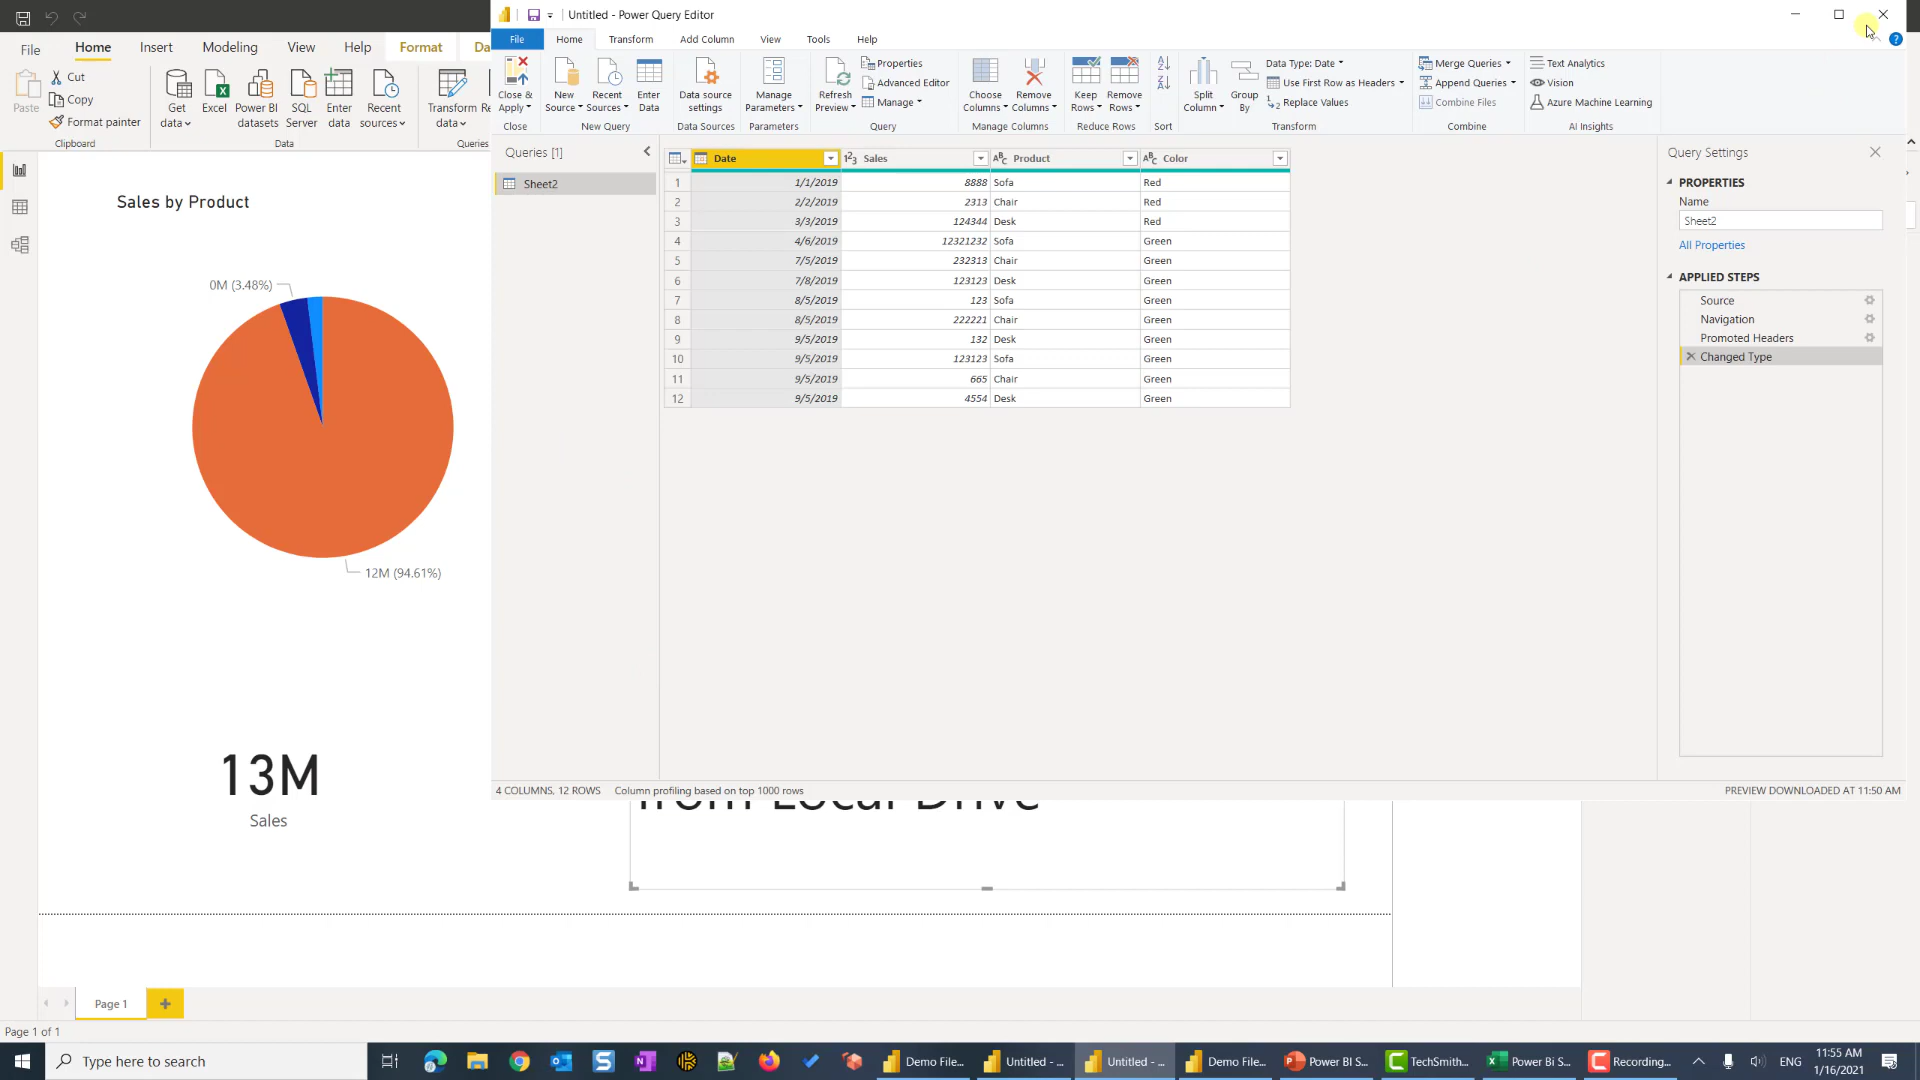 Untitled - Power Query Editor
File
Home
Insert
Modeling
View
Help
Format
Da
File
Home
Transform
Add Column
View
Tools
Help
Paste
Cut
Copy
Format painter
Clipboard
Get data
Excel
Power BI datasets
SQL Server
Enter data
Recent sources
Data
Transform data
Re
Queries
Close & Apply
Close
New Source
Recent Sources
Enter Data
New Query
Data source settings
Data Sources
Manage Parameters
Parameters
Refresh Preview
Properties
Advanced Editor
Manage
Query
Choose Columns
Remove Columns
Manage Columns
Keep Rows
Remove Rows
Reduce Rows
Sort
Split Column
Group By
Data Type: Date
Use First Row as Headers
Replace Values
Transform
Merge Queries
Append Queries
Combine Files
Combine
Text Analytics
Vision
Azure Machine Learning
AI Insights
Queries [1]
Sheet2
Date Sales Product Color
1 1/1/2019 8888 Sofa Red
2 2/2/2019 2313 Chair Red
3 3/3/2019 124344 Desk Red
4 4/6/2019 12321232 Sofa Green
5 7/5/2019 232313 Chair Green
6 7/8/2019 123123 Desk Green
7 8/5/2019 123 Sofa Green
8 8/5/2019 222221 Chair Green
9 9/5/2019 132 Desk Green
10 9/5/2019 123123 Sofa Green
11 9/5/2019 665 Chair Green
12 9/5/2019 4554 Desk Green
Query Settings
PROPERTIES
Name
Sheet2
All Properties
APPLIED STEPS
Source
Navigation
Promoted Headers
Changed Type
Sales by Product
0M (3.48%)
12M (94.61%)
13M
Sales
4 COLUMNS, 12 ROWS
Column profiling based on top 1000 rows
PREVIEW DOWNLOADED AT 11:50 AM
from Local Drive
Page 1
Page 1 of 1
Type here to search
Demo File...
Untitled - ...
Untitled - ...
Demo File...
Power BI S...
TechSmith...
Power Bi S...
Recording...
ENG
11:55 AM
1/16/2021